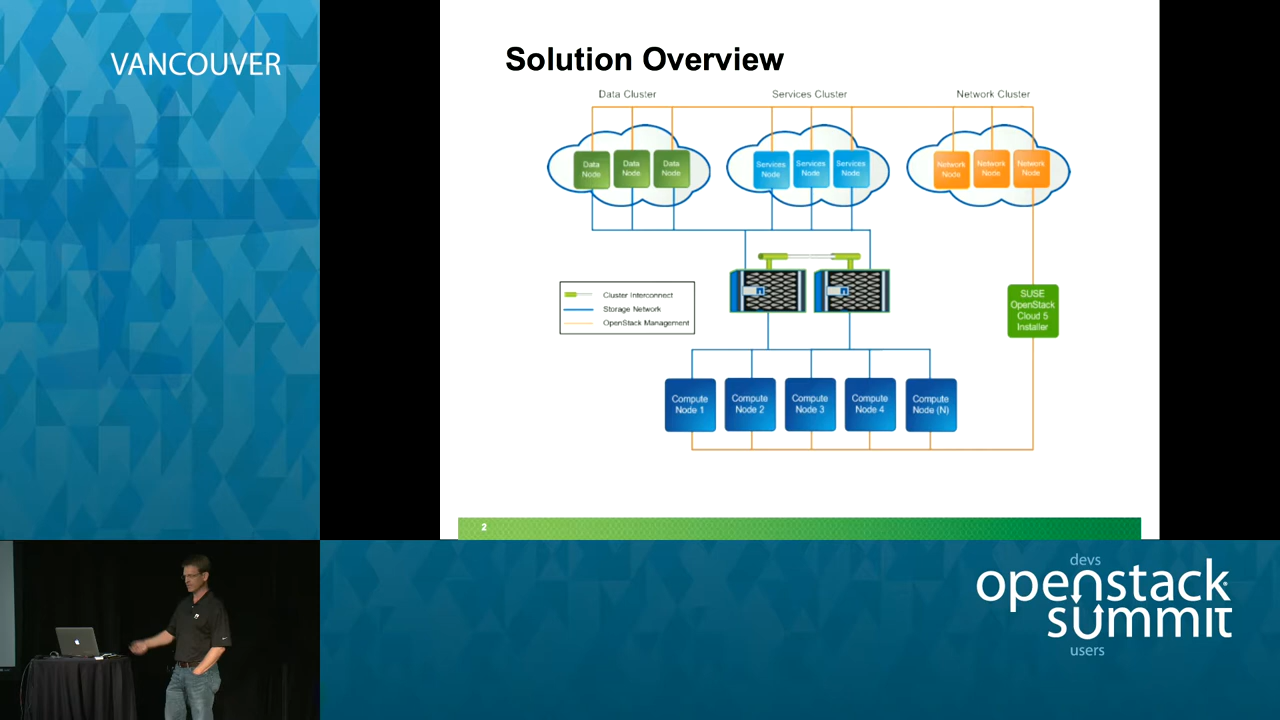 VANCOUVER
Solution Overview
Data Cluster
Services Cluster
Network Cluster
Data
Node
Data
Node
Data
Node
Services
Node
Services
Node
Services
Node
Network
Node
Network
Node
Network
Node
Cluster Interconnect
Storage Network
OpenStack Management
SUSE
OpenStack
Cloud 5
Installer
Compute
Node 1
Compute
Node 2
Compute
Node 3
Compute
Node 4
Compute
Node (N)
2
devs
openstack
summit
users